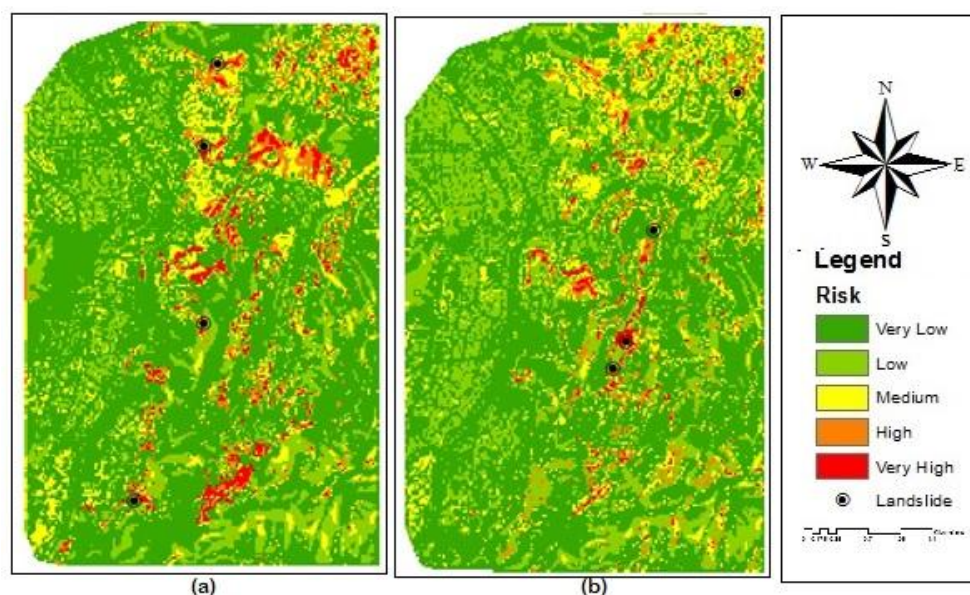 N
W E
S
Legend
Risk
Very Low
Low
Medium
High
Very High
Landslide
(a) (b)